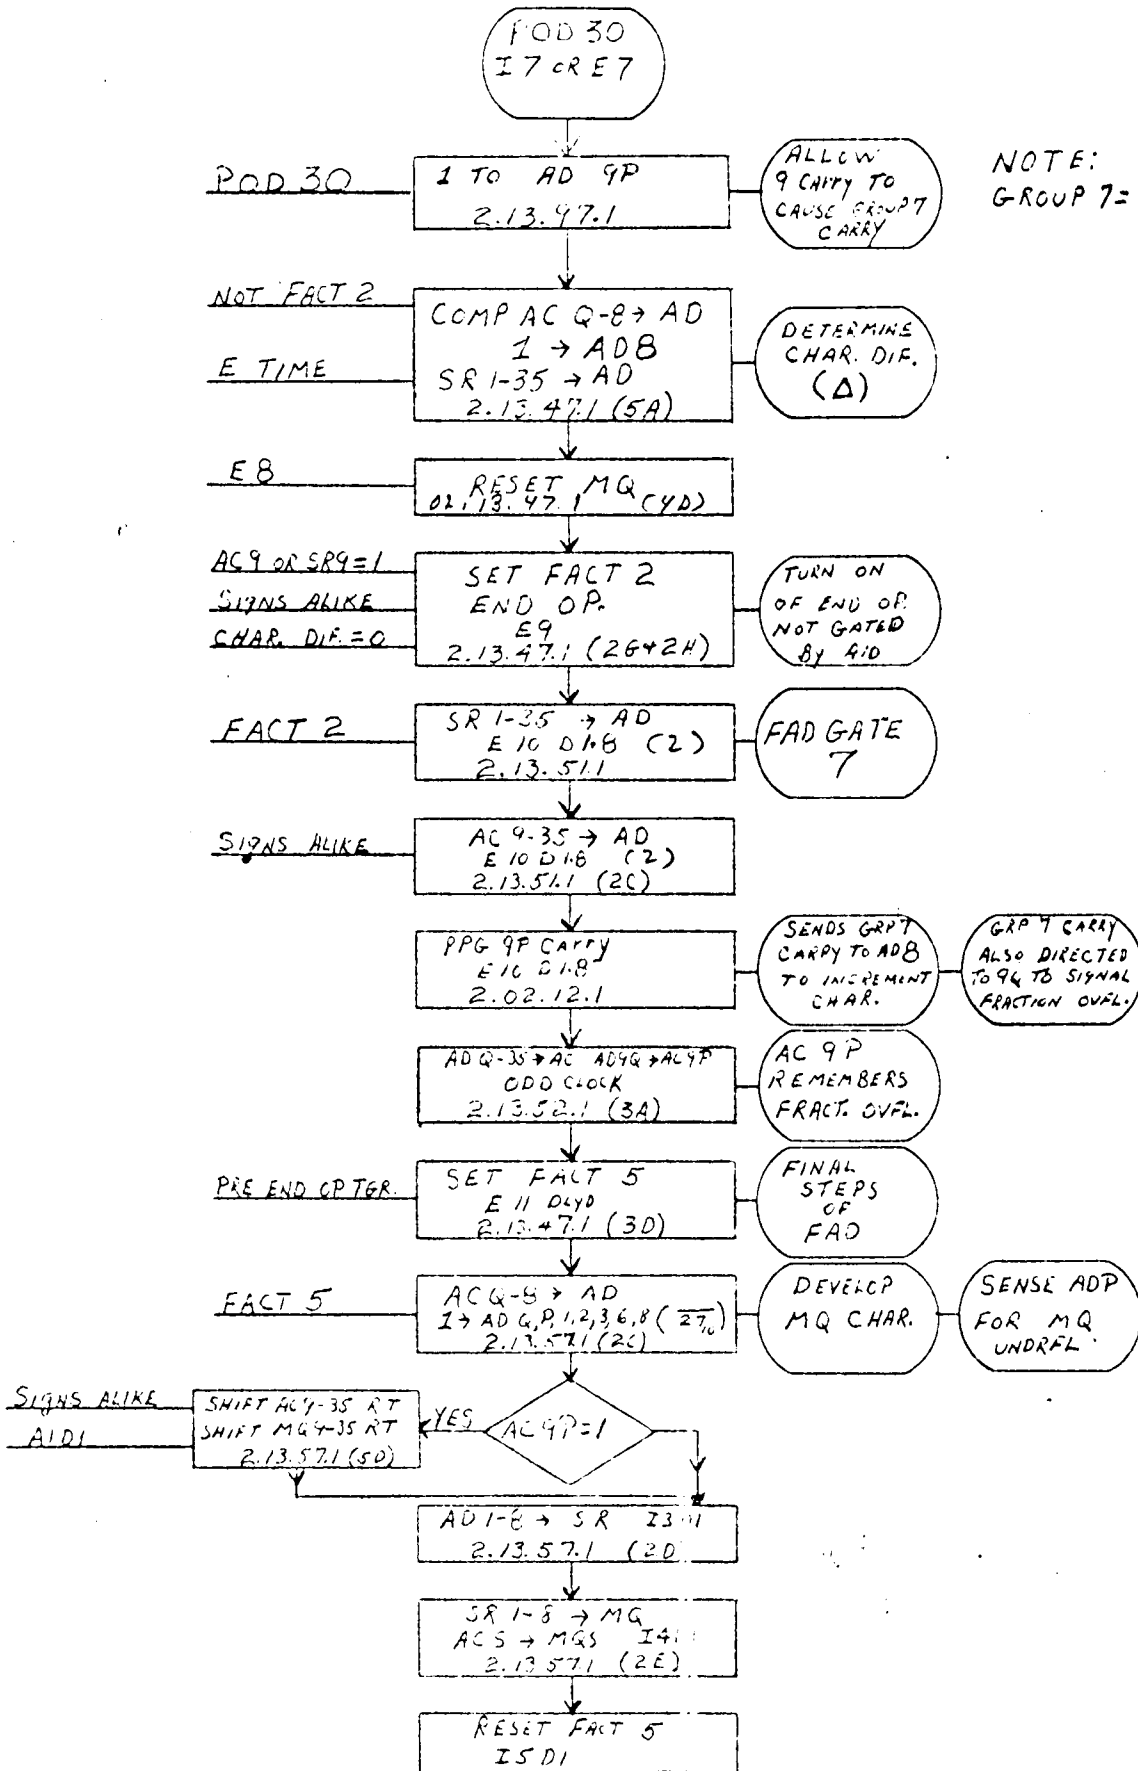 POD 30
I7 OR E7
POD 30
1 TO AD 9P
2.13.97.1
ALLOW
9 CARRY TO
CAUSE GROUP 7
CARRY
NOTE:
GROUP 7=
NOT FACT 2
E TIME
COMP AC Q-8→ AD
1 → AD8
SR 1-35 → AD
2.13.47.1 (5A)
DETERMINE
CHAR. DIF.
(Δ)
E8
RESET MQ
02.13.47.1 (4D)
AC9 OR SR9=1
SIGNS ALIKE
CHAR. DIF.=0
SET FACT 2
END OP.
E9
2.13.47.1 (2G+2H)
TURN ON
OF END OP.
NOT GATED
By 410
FACT 2
SR 1-35 → AD
E 10 D1.8 (2)
2.13.51.1
FAD GATE
7
SIGNS ALIKE
AC 9-35 → AD
E 10 D1.8 (2)
2.13.51.1 (2C)
PPG 9P CARRY
E10 D1.8
2.02.12.1
SENDS GRP7
CARRY TO AD8
TO INCREMENT
CHAR.
GRP 7 CARRY
ALSO DIRECTED
TO 9Q TO SIGNAL
FRACTION OVFL.
AD Q-35→AC AD9Q→AC9P
ODD CLOCK
2.13.52.1 (3A)
AC 9P
REMEMBERS
FRACT. OVFL.
PRE END OP TGR.
SET FACT 5
E 11 DLYD
2.13.47.1 (3D)
FINAL
STEPS
OF
FAD
FACT 5
ACQ-8 → AD
1→ AD Q,P,1,2,3,6,8
2.13.57.1 (2C)
DEVELOP
MQ CHAR.
SENSE ADP
FOR MQ
UNDRFL.
SIGNS ALIKE
A1D1
SHIFT AC9-35 RT
SHIFT MQ9-35 RT
2.13.57.1 (5D)
YES
AC9P=1
AD 1-8 → SR
2.13.57.1 (2D
SR 1-8 → MQ
ACS → MQS
2.13.57.1 (2E)
RESET FACT 5
I5 D1